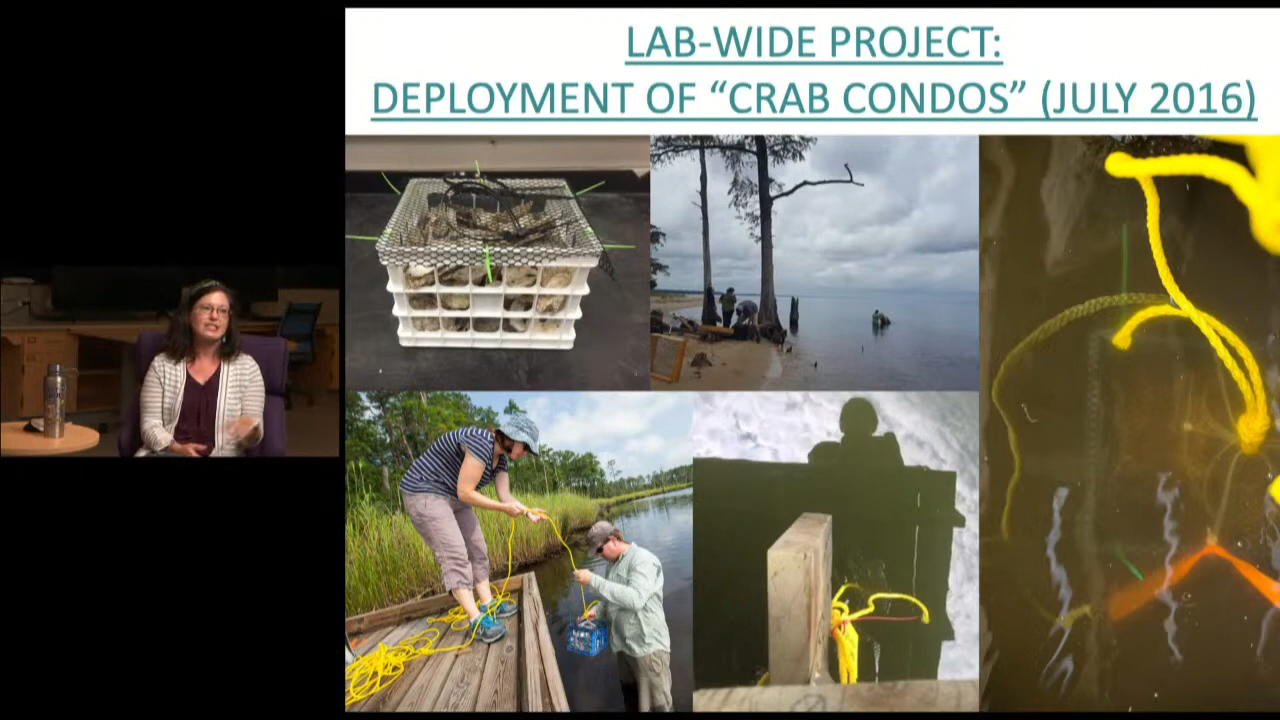 LAB-WIDE PROJECT:
DEPLOYMENT OF “CRAB CONDOS” (JULY 2016)